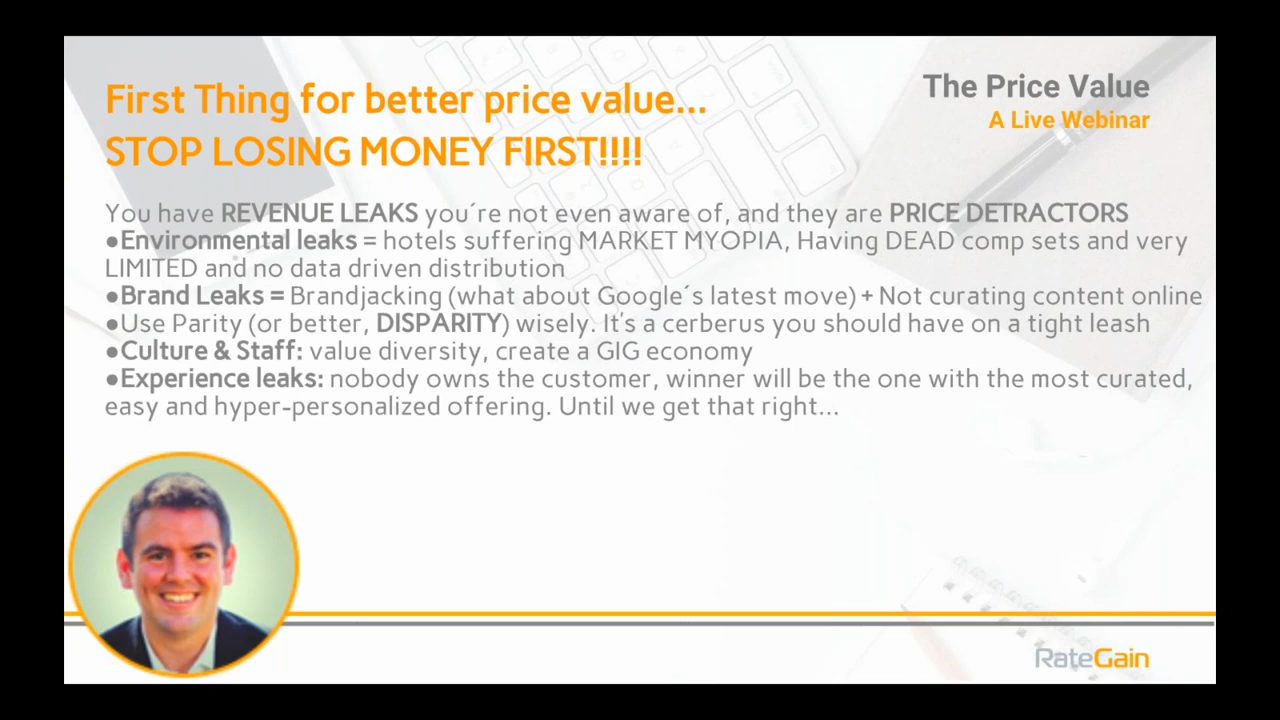 First Thing for better price value...
STOP LOSING MONEY FIRST!!!!
The Price Value
A Live Webinar
You have REVENUE LEAKS you´re not even aware of, and they are PRICE DETRACTORS
●Environmental leaks = hotels suffering MARKET MYOPIA, Having DEAD comp sets and very
LIMITED and no data driven distribution
●Brand Leaks = Brandjacking (what about Google´s latest move) + Not curating content online
●Use Parity (or better, DISPARITY) wisely. It's a cerberus you should have on a tight leash
●Culture & Staff: value diversity, create a GIG economy
●Experience leaks: nobody owns the customer, winner will be the one with the most curated,
easy and hyper-personalized offering. Until we get that right...
RateGain